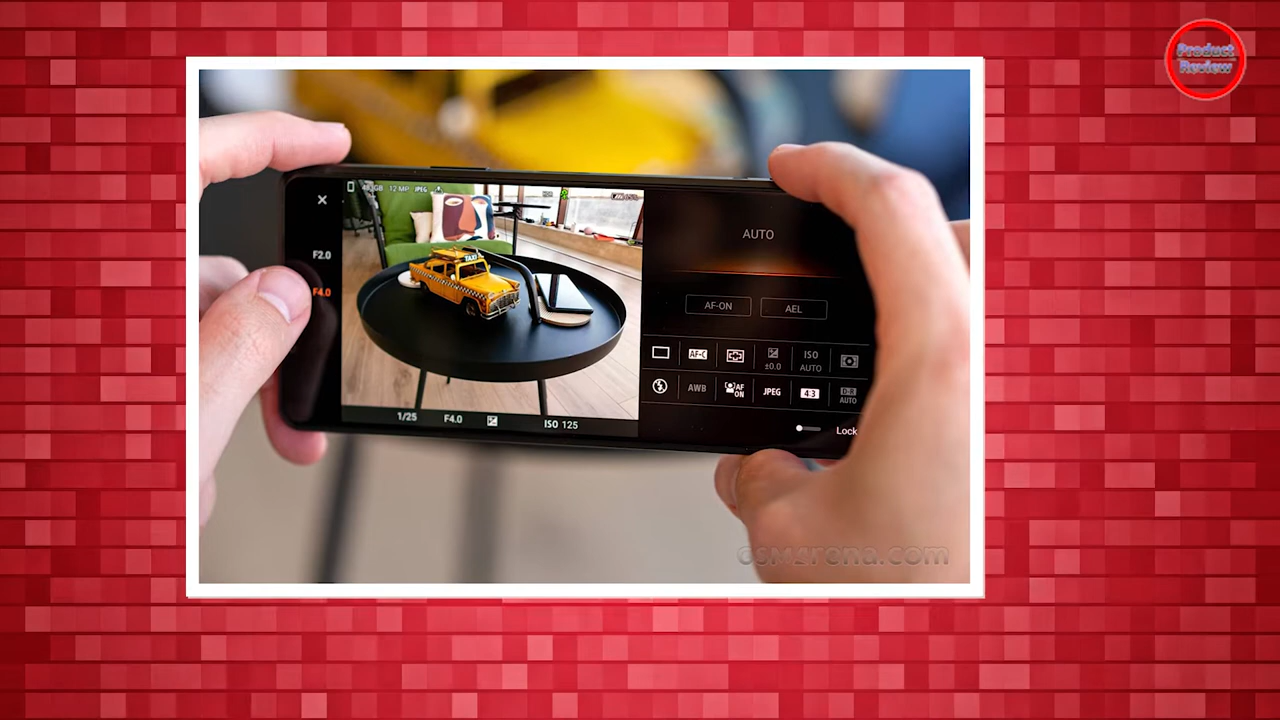 Product
Review
12 MP JPEG
F2.0
F4.0
TAXI
AUTO
AF-ON AEL
AF-C ±0.0 ISO AUTO
AWB AF ON JPEG 4:3 D-R AUTO
Lock
1/25 F4.0 ISO 125
GSMArena.com